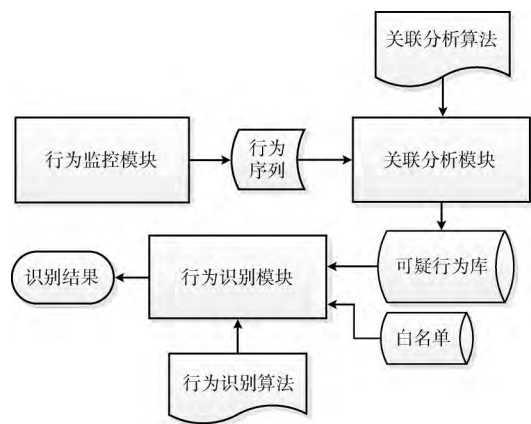 关联分析算法
行为监控模块
行为
序列
关联分析模块
可疑行为库
行为识别模块
识别结果
白名单
行为识别算法